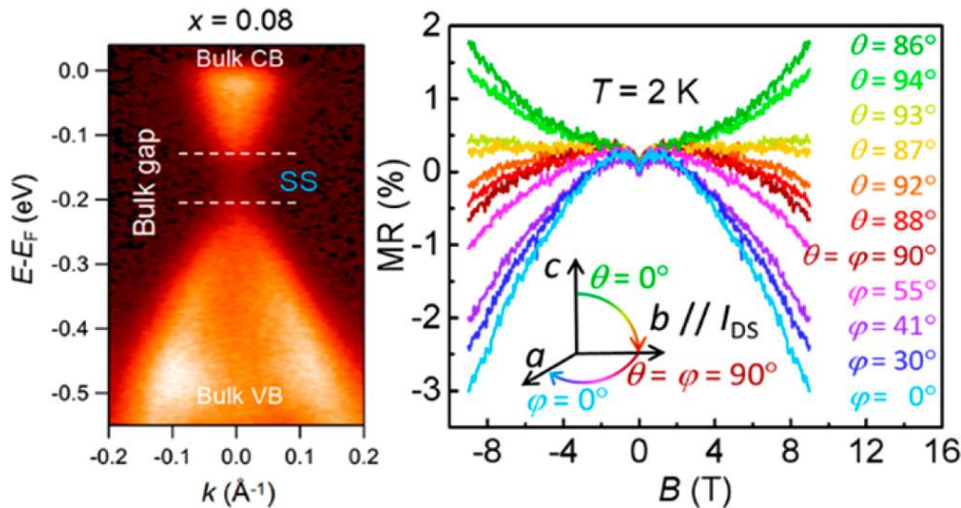 x = 0.08
Bulk CB
0.0
-0.1
-0.2
-0.3
-0.4
-0.5
E-E_F (eV)
Bulk gap
SS
Bulk VB
-0.2 -0.1 0.0 0.1 0.2
k (Å⁻¹)
2
1
0
-1
-2
-3
MR (%)
T = 2 K
θ = 86°
θ = 94°
θ = 93°
θ = 87°
θ = 92°
θ = 88°
θ = φ = 90°
φ = 55°
φ = 41°
φ = 30°
φ = 0°
c
θ = 0°
b // I_DS
a
θ = φ = 90°
φ = 0°
-8 -4 0 4 8 12 16
B (T)